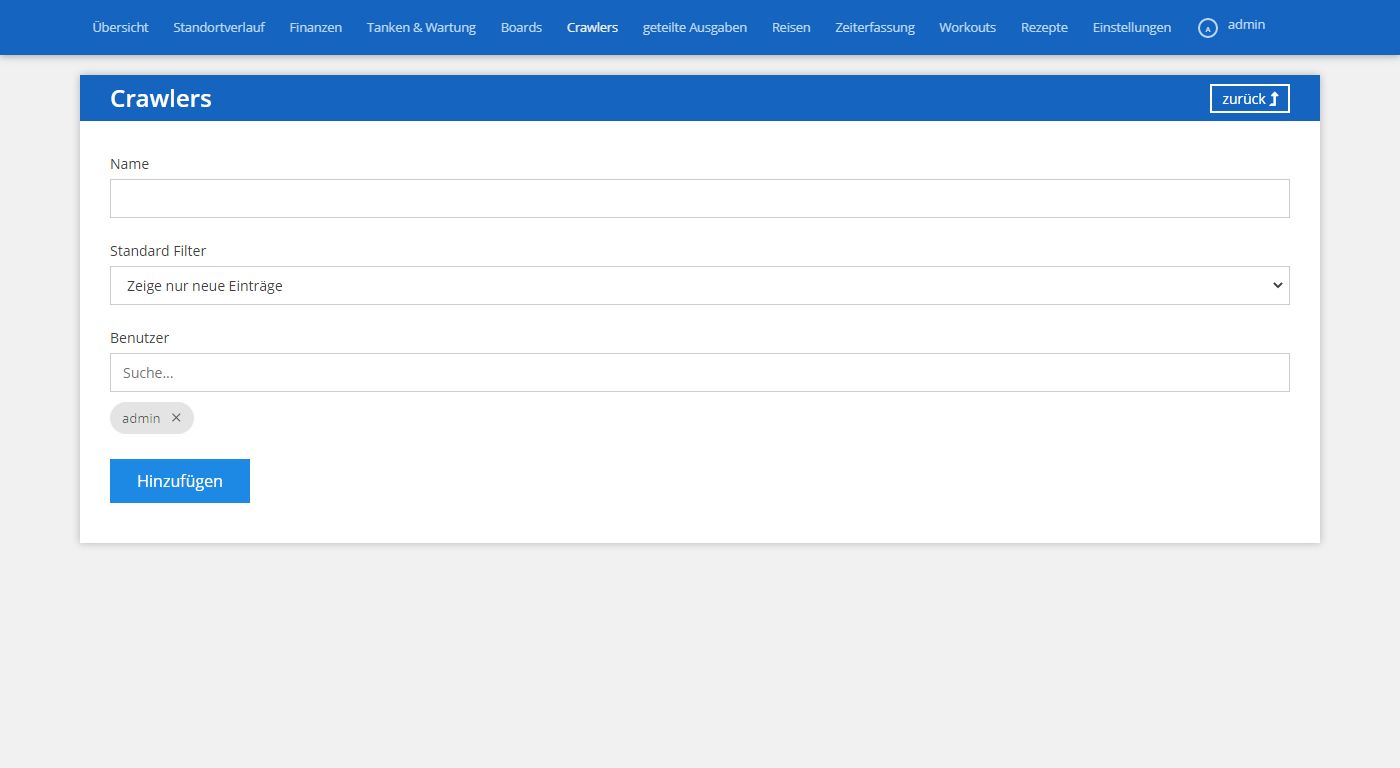 Übersicht Standortverlauf Finanzen Tanken & Wartung Boards Crawlers geteilte Ausgaben Reisen Zeiterfassung Workouts Rezepte Einstellungen A admin
Crawlers zurück
Name
Standard Filter
Zeige nur neue Einträge
Benutzer
Suche...
admin ×
Hinzufügen